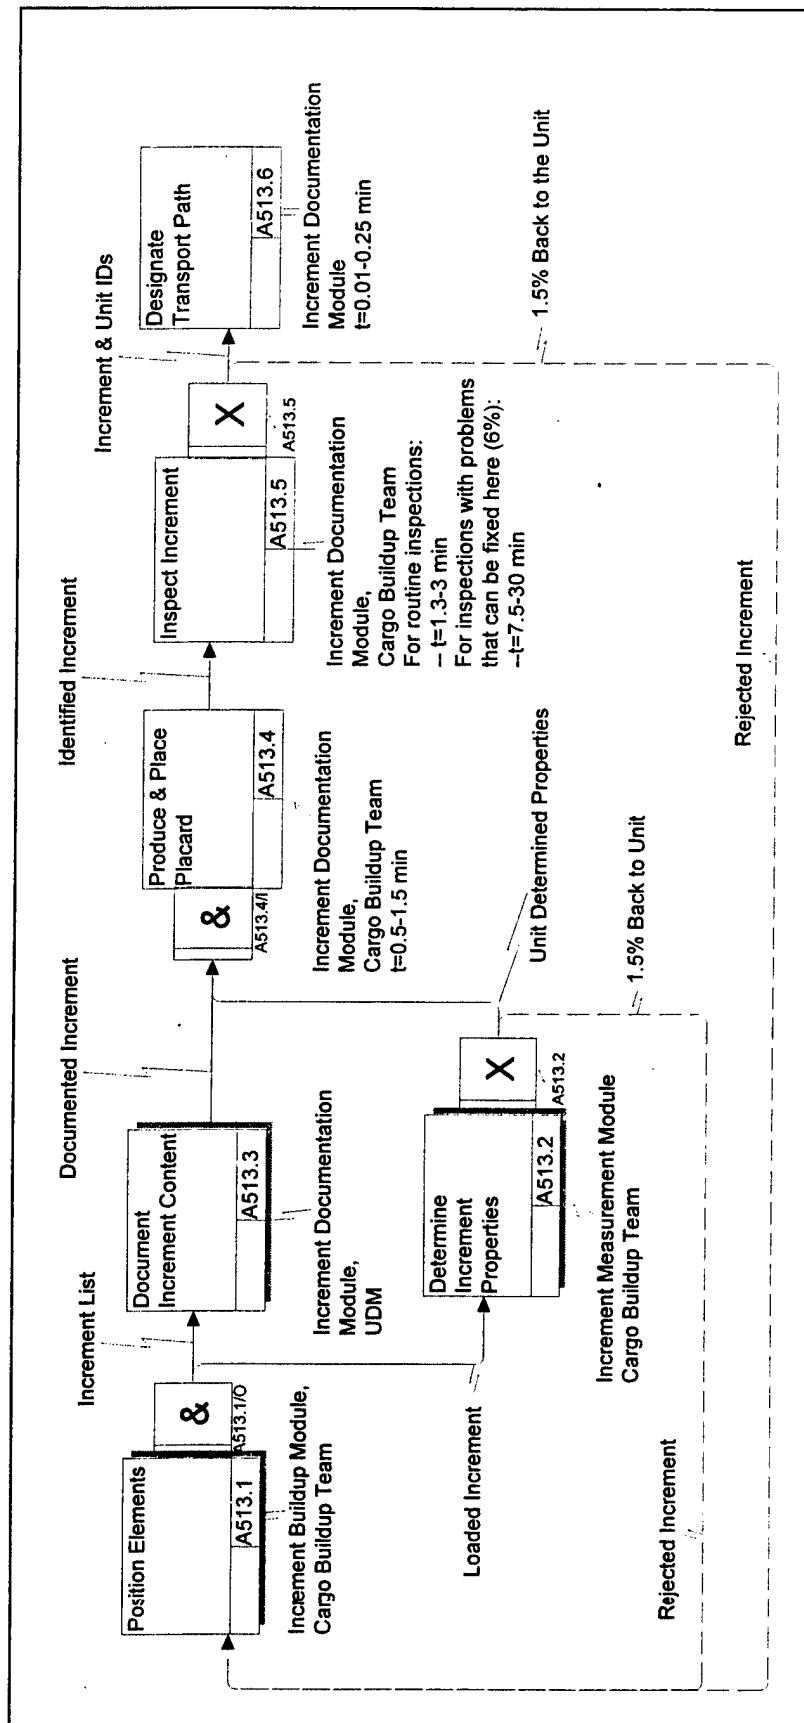 Position Elements
A513.1
Increment Buildup Module,
Cargo Buildup Team
&
A513.1/O
Increment List
Loaded Increment
Document
Increment Content
A513.3
Increment Documentation
Module,
UDM
Documented Increment
Determine
Increment
Properties
A513.2
Increment Measurement Module
Cargo Buildup Team
X
A513.2
Unit Determined Properties
1.5% Back to Unit
Rejected Increment
&
A513.4/I
Produce & Place
Placard
A513.4
Increment Documentation
Module,
Cargo Buildup Team
t=0.5-1.5 min
Identified Increment
Inspect Increment
A513.5
Increment Documentation
Module,
Cargo Buildup Team
For routine inspections:
-- t=1.3-3 min
For inspections with problems
that can be fixed here (6%):
--t=7.5-30 min
X
A513.5
Increment & Unit IDs
Designate
Transport Path
A513.6
Increment Documentation
Module
t=0.01-0.25 min
1.5% Back to the Unit
Rejected Increment